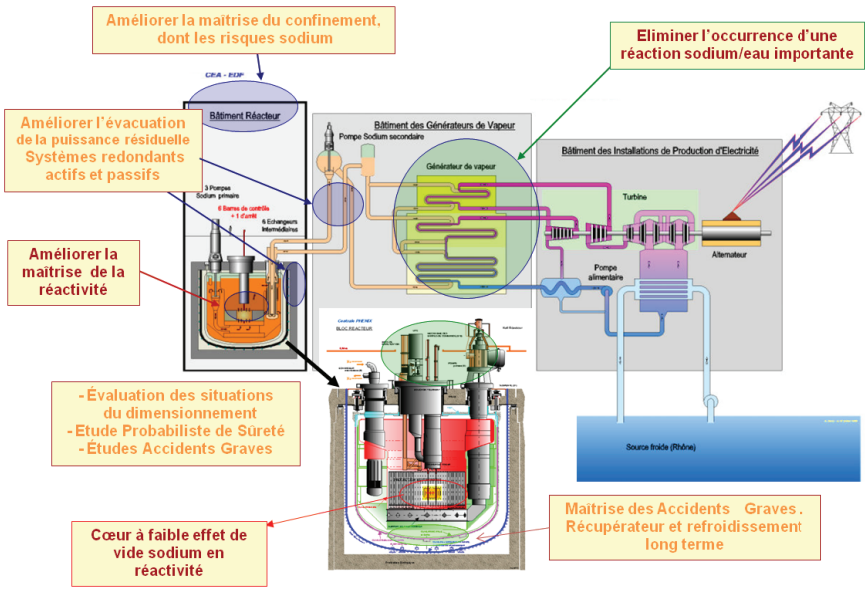 Améliorer la maîtrise du confinement,
dont les risques sodium
Eliminer l'occurrence d'une
réaction sodium/eau importante
CEA - EDF
Bâtiment Réacteur
Améliorer l'évacuation
de la puissance résiduelle
Systèmes redondants
actifs et passifs
Bâtiment des Générateurs de Vapeur
Pompe Sodium secondaire
Générateur de vapeur
Bâtiment des Installations de Production d'Electricité
3 Pompes
Sodium primaire
6 Barres de contrôle
+ 1 d'arrêt
6 Echangeurs
Intermédiaires
Turbine
Alternateur
Pompe
alimentaire
Améliorer la
maîtrise de la
réactivité
Centrale PHENIX
BLOC REACTEUR
- Évaluation des situations
du dimensionnement
- Etude Probabiliste de Sûreté
- Études Accidents Graves
Source froide (Rhône)
Cœur à faible effet de
vide sodium en
réactivité
Maîtrise des Accidents Graves.
Récupérateur et refroidissement
long terme